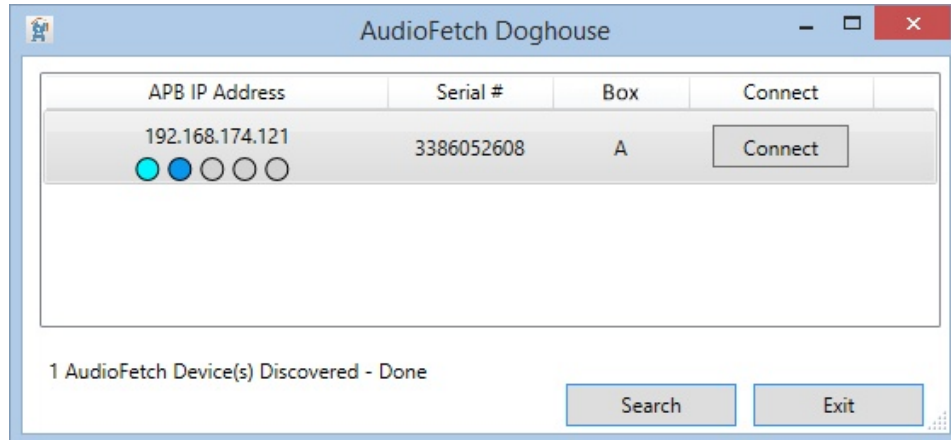 AudioFetch Doghouse
APB IP Address Serial # Box Connect
192.168.174.121
3386052608 A Connect
1 AudioFetch Device(s) Discovered - Done
Search Exit